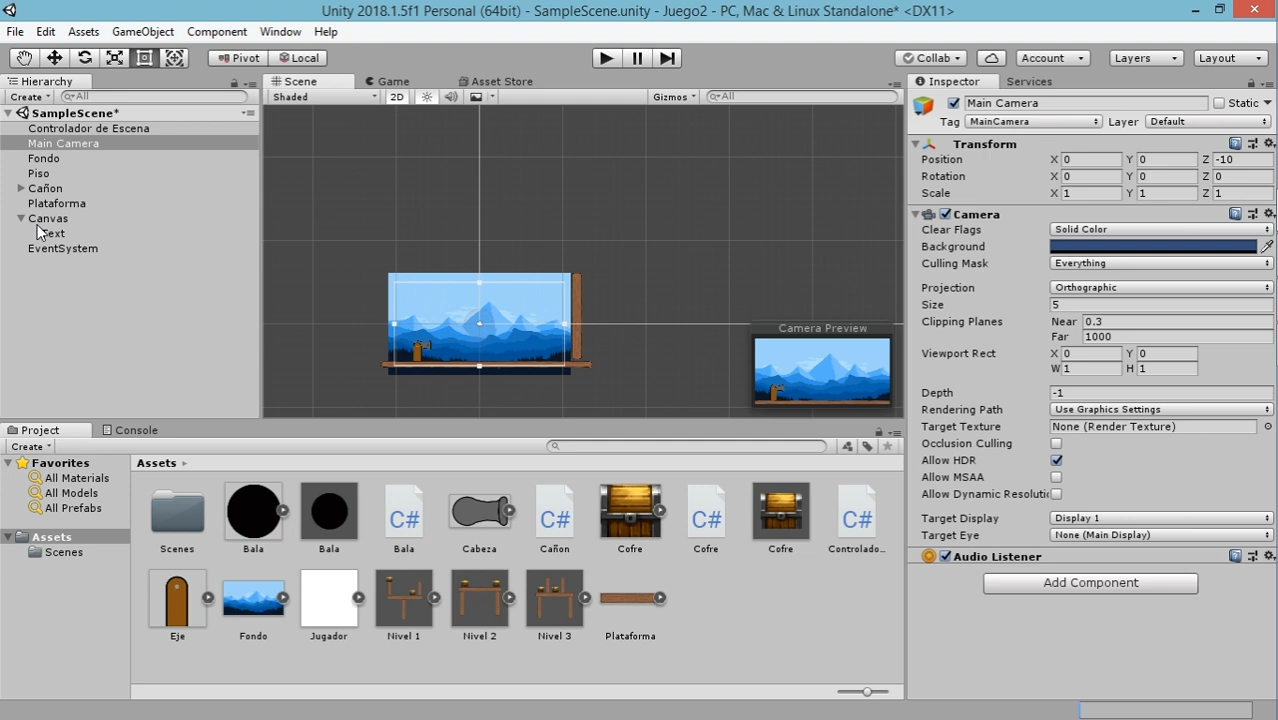 Unity 2018.1.5f1 Personal (64bit) - SampleScene.unity - Juego2 - PC, Mac & Linux Standalone* <DX11>
File Edit Assets GameObject Component Window Help
Pivot Local Collab Account Layers Layout
Hierarchy Scene Game Asset Store Inspector Services
Create All Shaded 2D Gizmos All
SampleScene*
Controlador de Escena
Main Camera
Fondo
Piso
Cañon
Plataforma
Canvas
EventSystem
Camera Preview
Main Camera Static
Tag MainCamera Layer Default
Transform
Position X 0 Y 0 Z -10
Rotation X 0 Y 0 Z 0
Scale X 1 Y 1 Z 1
Camera
Clear Flags Solid Color
Background
Culling Mask Everything
Projection Orthographic
Size 5
Clipping Planes Near 0.3
Far 1000
Viewport Rect X 0 Y 0
W 1 H 1
Depth -1
Rendering Path Use Graphics Settings
Target Texture None (Render Texture)
Occlusion Culling
Allow HDR
Allow MSAA
Allow Dynamic Resoluti
Target Display Display 1
Target Eye None (Main Display)
Audio Listener
Add Component
Project Console
Create
Favorites
All Materials
All Models
All Prefabs
Assets
Scenes
Assets
C# C# C# C#
Scenes Bala Bala Bala Cabeza Cañon Cofre Cofre Cofre Controlado...
Eje Fondo Jugador Nivel 1 Nivel 2 Nivel 3 Plataforma